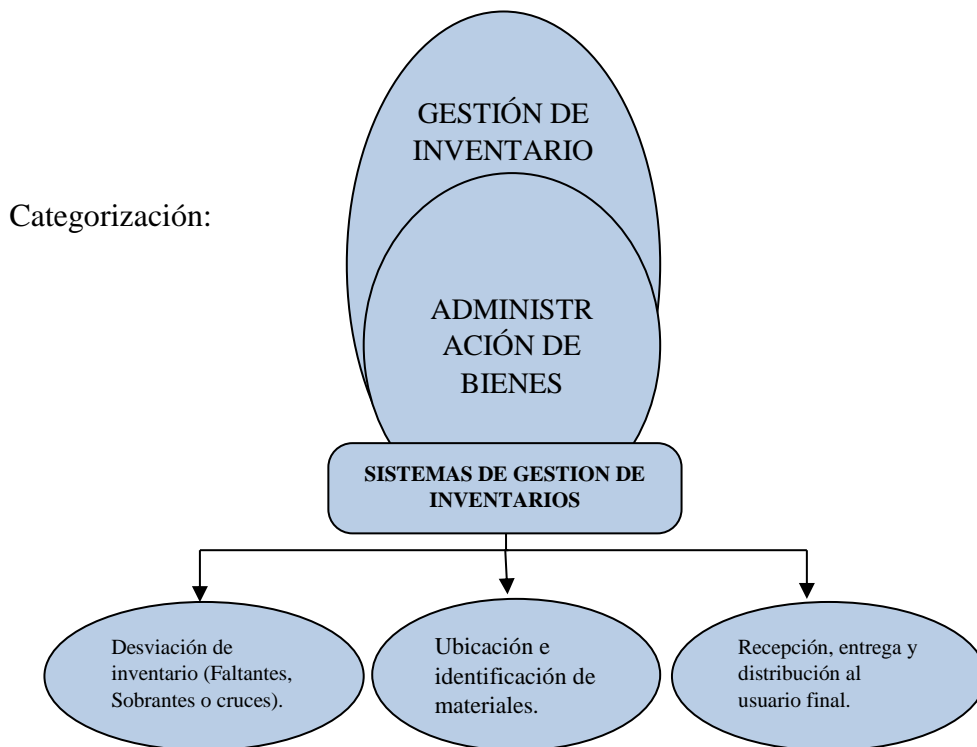 GESTIÓN DE
INVENTARIO
Categorización:
ADMINISTR
ACIÓN DE
BIENES
SISTEMAS DE GESTION DE
INVENTARIOS
Desviación de
inventario (Faltantes,
Sobrantes o cruces).
Ubicación e
identificación de
materiales.
Recepción, entrega y
distribución al
usuario final.